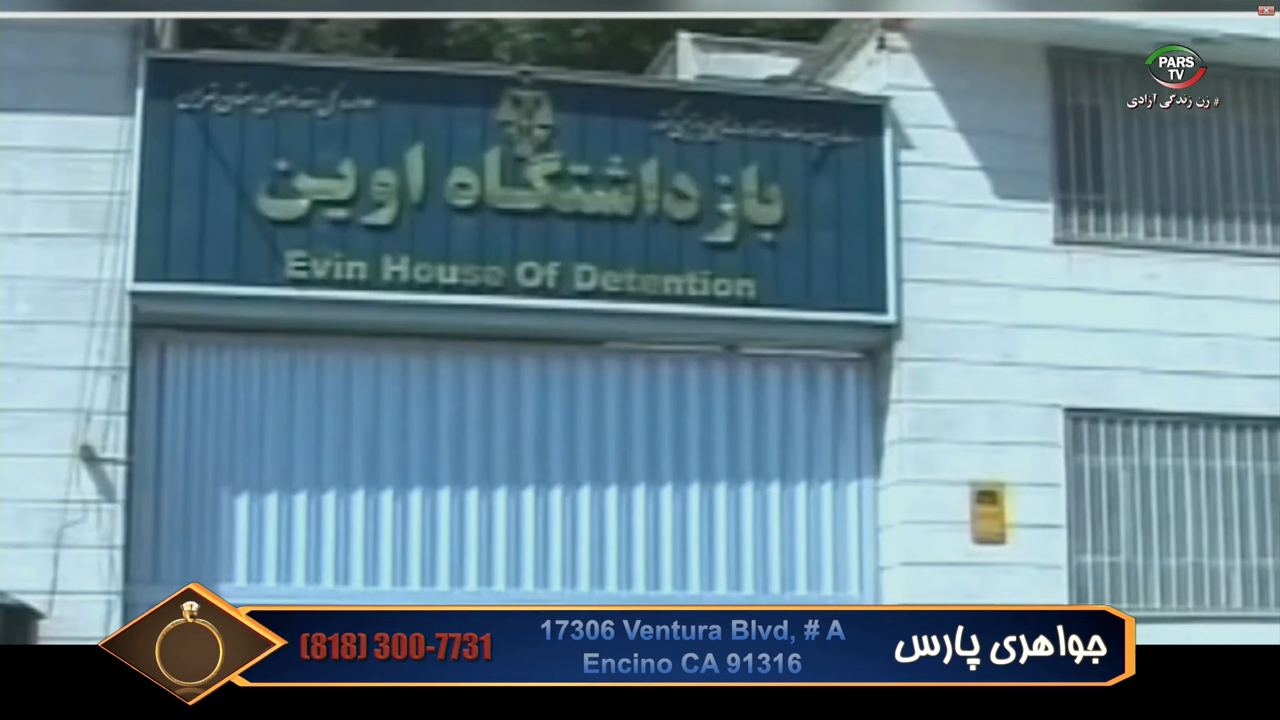 PARS
TV
# زن زندگی آزادی
بازداشتگاه اوین
Evin House Of Detention
(818) 300-7731
17306 Ventura Blvd, # A
Encino CA 91316
جواهری پارس